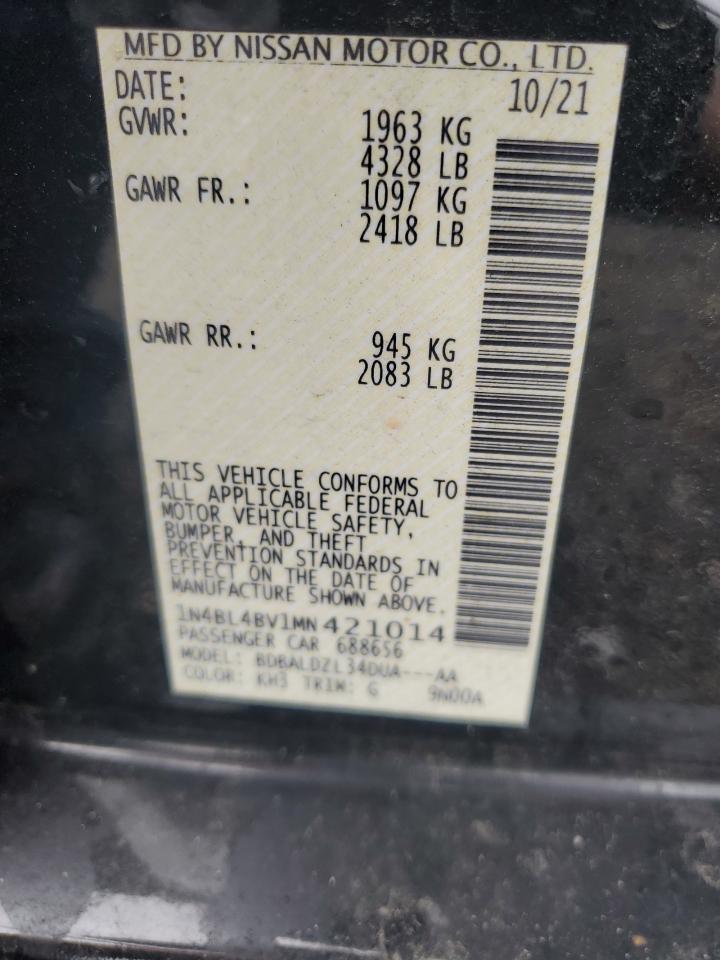 MFD BY NISSAN MOTOR CO., LTD.
DATE: 10/21
GVWR: 1963 KG
4328 LB
GAWR FR.: 1097 KG
2418 LB
GAWR RR.: 945 KG
2083 LB
THIS VEHICLE CONFORMS TO
ALL APPLICABLE FEDERAL
MOTOR VEHICLE SAFETY,
BUMPER, AND THEFT
PREVENTION STANDARDS IN
EFFECT ON THE DATE OF
MANUFACTURE SHOWN ABOVE.
1N4BL4BV1MN421014
PASSENGER CAR 688656
MODEL: BDBALDZL34DUA---AA
COLOR: KH3 TRIM: G 9N00A